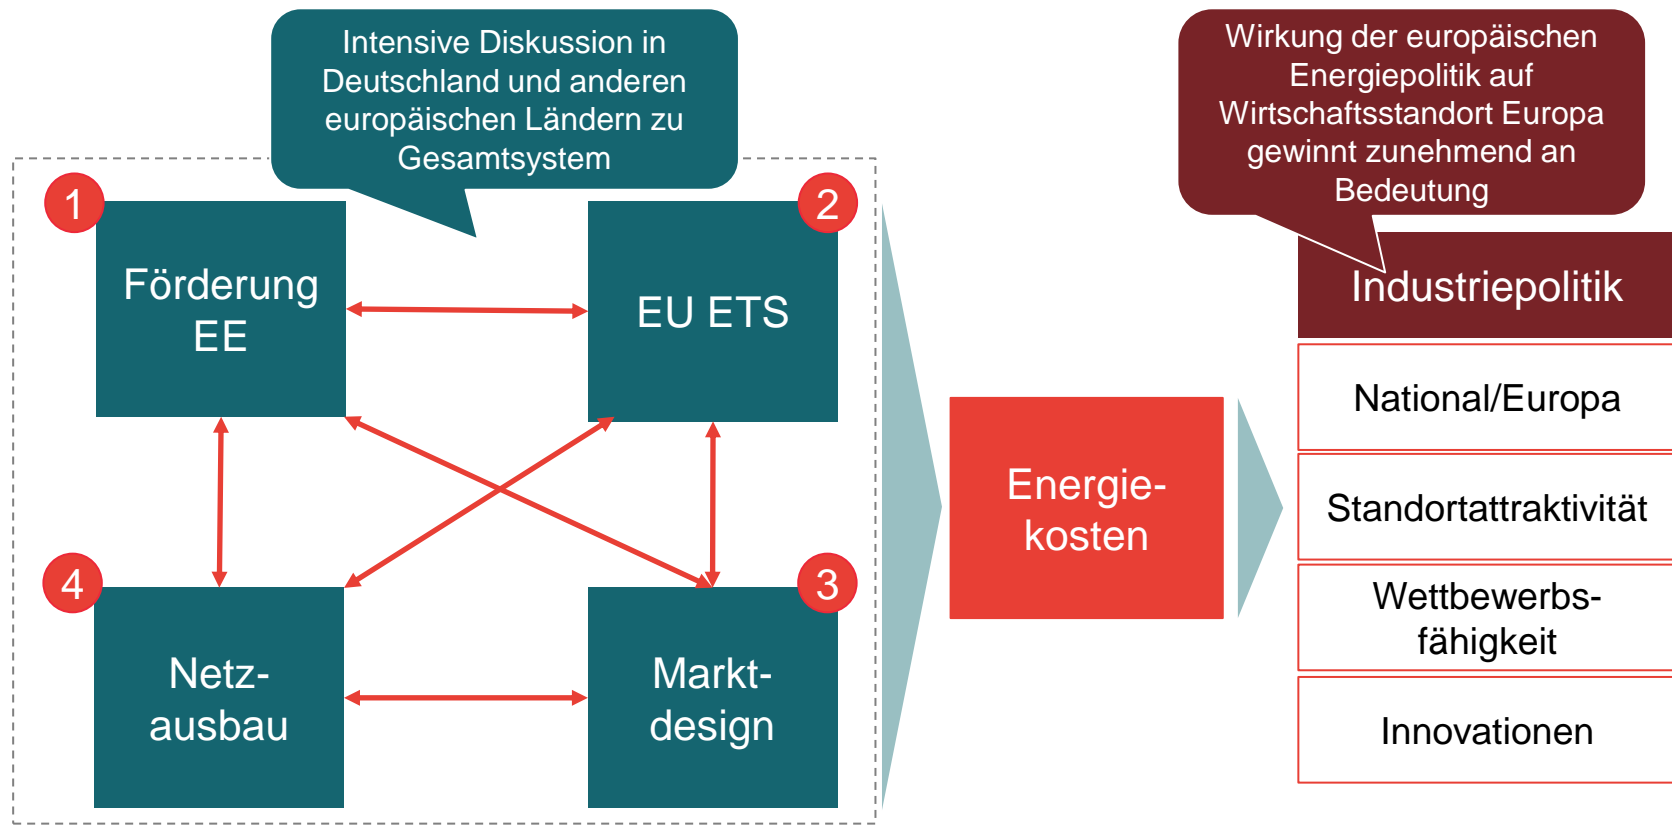 Intensive Diskussion in
Deutschland und anderen
europäischen Ländern zu
Gesamtsystem
Wirkung der europäischen
Energiepolitik auf
Wirtschaftsstandort Europa
gewinnt zunehmend an
Bedeutung
1
Förderung
EE
2
EU ETS
4
Netz-
ausbau
3
Markt-
design
Energie-
kosten
Industriepolitik
National/Europa
Standortattraktivität
Wettbewerbs-
fähigkeit
Innovationen